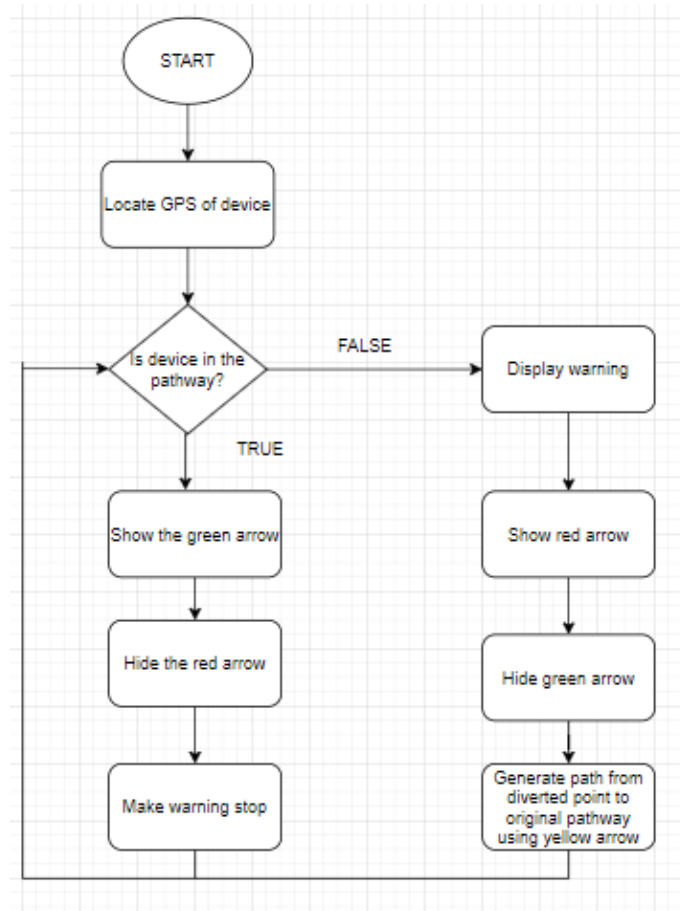 START
Locate GPS of device
Is device in the
pathway?
FALSE
Display warning
TRUE
Show the green arrow
Show red arrow
Hide the red arrow
Hide green arrow
Make warning stop
Generate path from
diverted point to
original pathway
using yellow arrow